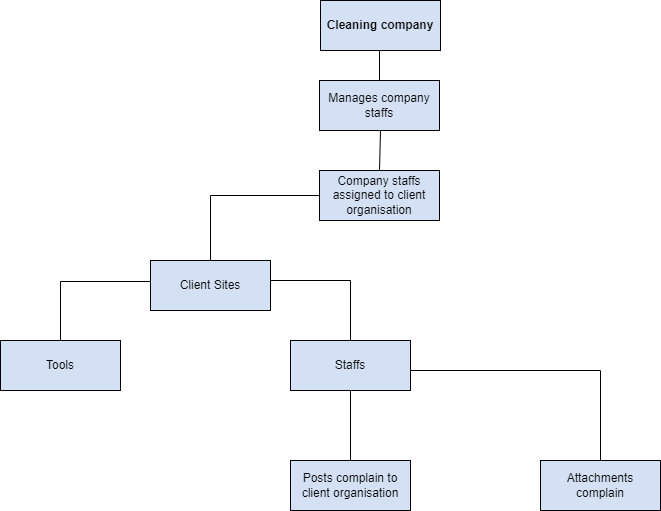 Cleaning company
Manages company
staffs
Company staffs
assigned to client
organisation
Client Sites
Tools
Staffs
Posts complain to
client organisation
Attachments
complain